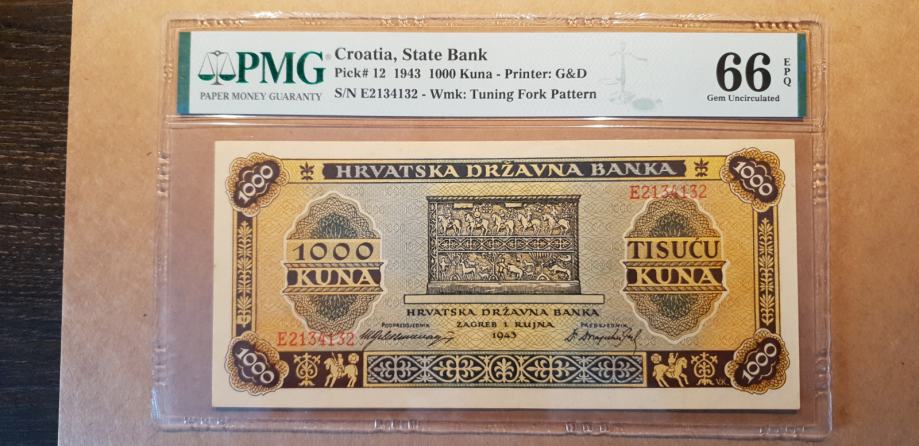 PMG
PAPER MONEY GUARANTY
Croatia, State Bank
Pick# 12 1943 1000 Kuna - Printer: G&D
S/N E2134132 - Wmk: Tuning Fork Pattern
66 EPQ
Gem Uncirculated
1000
HRVATSKA DRŽAVNA BANKA
1000
E2134132
1000
KUNA
TISUĆU
KUNA
HRVATSKA DRŽAVNA BANKA
ZAGREB 1. RUJNA
1943
PODPREDSJEDNIK
PREDSJEDNIK
E2134132
1000
1000
V.K.